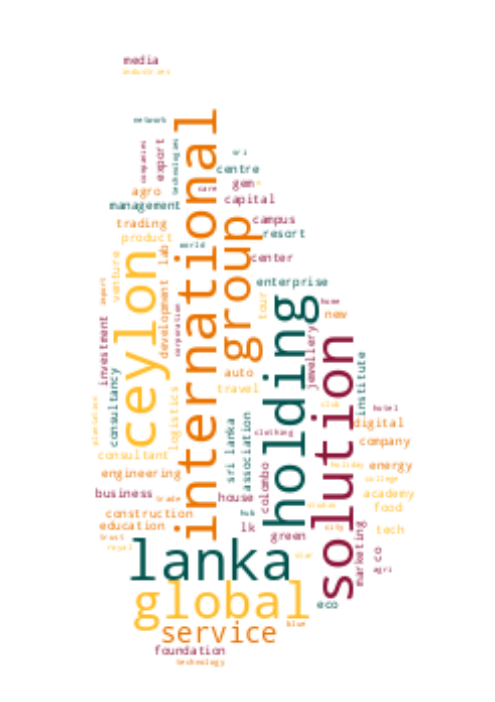 media
industries
network
international
companies
export
technologies
sri
centre
care
gem
agro
capital
management
group
campus
trading
resort
product
world
lab
center
ceylon
venture
development
enterprise
import
tour
holding
home
corporation
new
investment
jewellery
solution
institute
consultancy
auto
travel
logistics
plantation
club
hotel
sri lanka
association
digital
clothing
company
consultant
colombo
holiday
energy
engineering
college
business
trade
house
academy
food
construction
hub
education
lk
city
tech
trust
green
marketing
royal
lanka
star
co
agri
global
eco
service
blue
foundation
technology